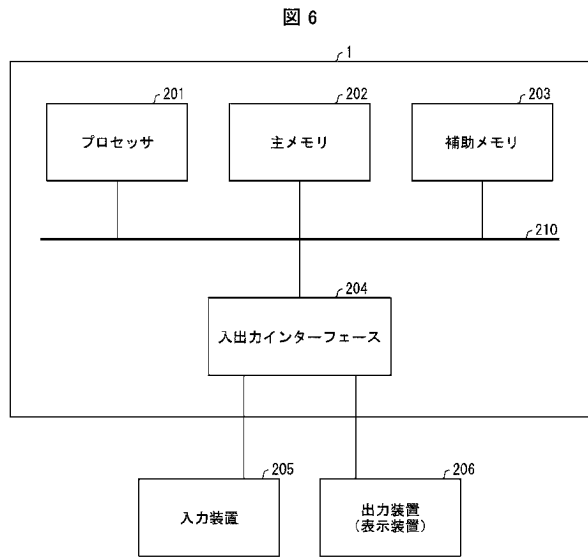 図 6
1
201
プロセッサ
202
主メモリ
203
補助メモリ
210
204
入出力インターフェース
205
入力装置
206
出力装置
(表示装置)